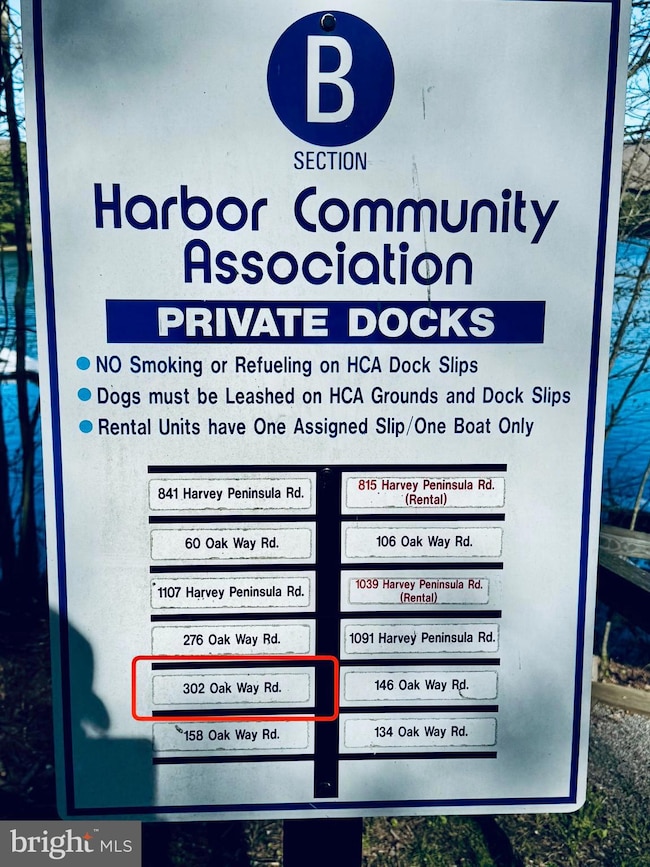 B
SECTION
Harbor Community
Association
PRIVATE DOCKS
NO Smoking or Refueling on HCA Dock Slips
Dogs must be Leashed on HCA Grounds and Dock Slips
Rental Units have One Assigned Slip/One Boat Only
841 Harvey Peninsula Rd.
815 Harvey Peninsula Rd.
(Rental)
60 Oak Way Rd.
106 Oak Way Rd.
1107 Harvey Peninsula Rd.
1039 Harvey Peninsula Rd.
(Rental)
276 Oak Way Rd.
1091 Harvey Peninsula Rd.
302 Oak Way Rd.
146 Oak Way Rd.
158 Oak Way Rd.
134 Oak Way Rd.
bright™ MLS